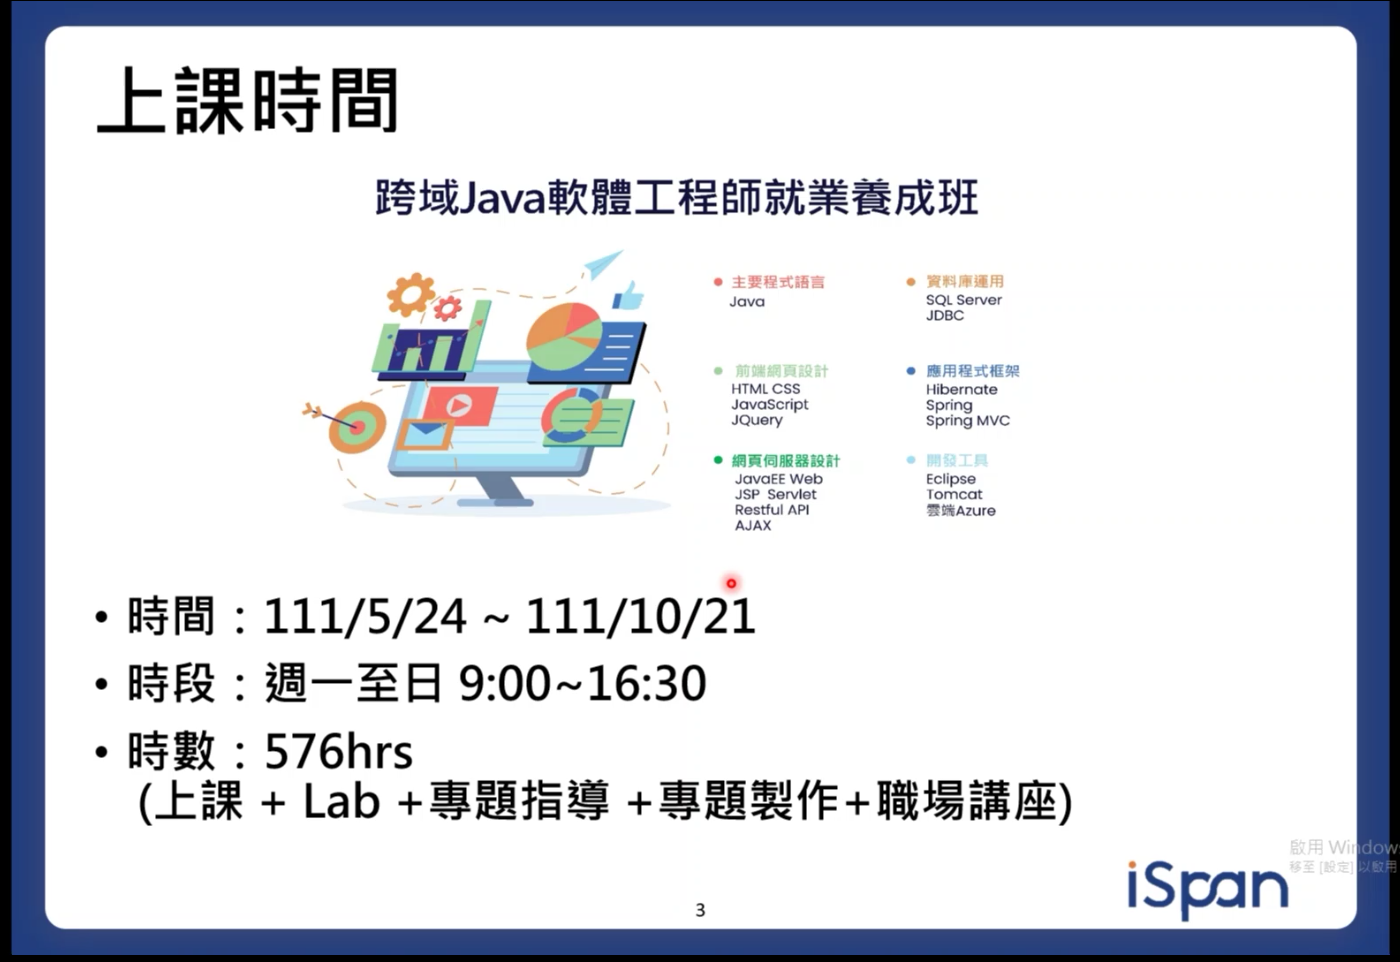 上課時間
跨域Java軟體工程師就業養成班
主要程式語言
Java
資料庫運用
SQL Server
JDBC
前端網頁設計
HTML CSS
JavaScript
JQuery
應用程式框架
Hibernate
Spring
Spring MVC
網頁伺服器設計
JavaEE Web
JSP Servlet
Restful API
AJAX
開發工具
Eclipse
Tomcat
雲端Azure
• 時間：111/5/24 ~ 111/10/21
• 時段：週一至日 9:00~16:30
• 時數：576hrs
(上課 + Lab +專題指導 +專題製作+職場講座)
啟用 Windows
移至 [設定] 以啟用
iSpan
3